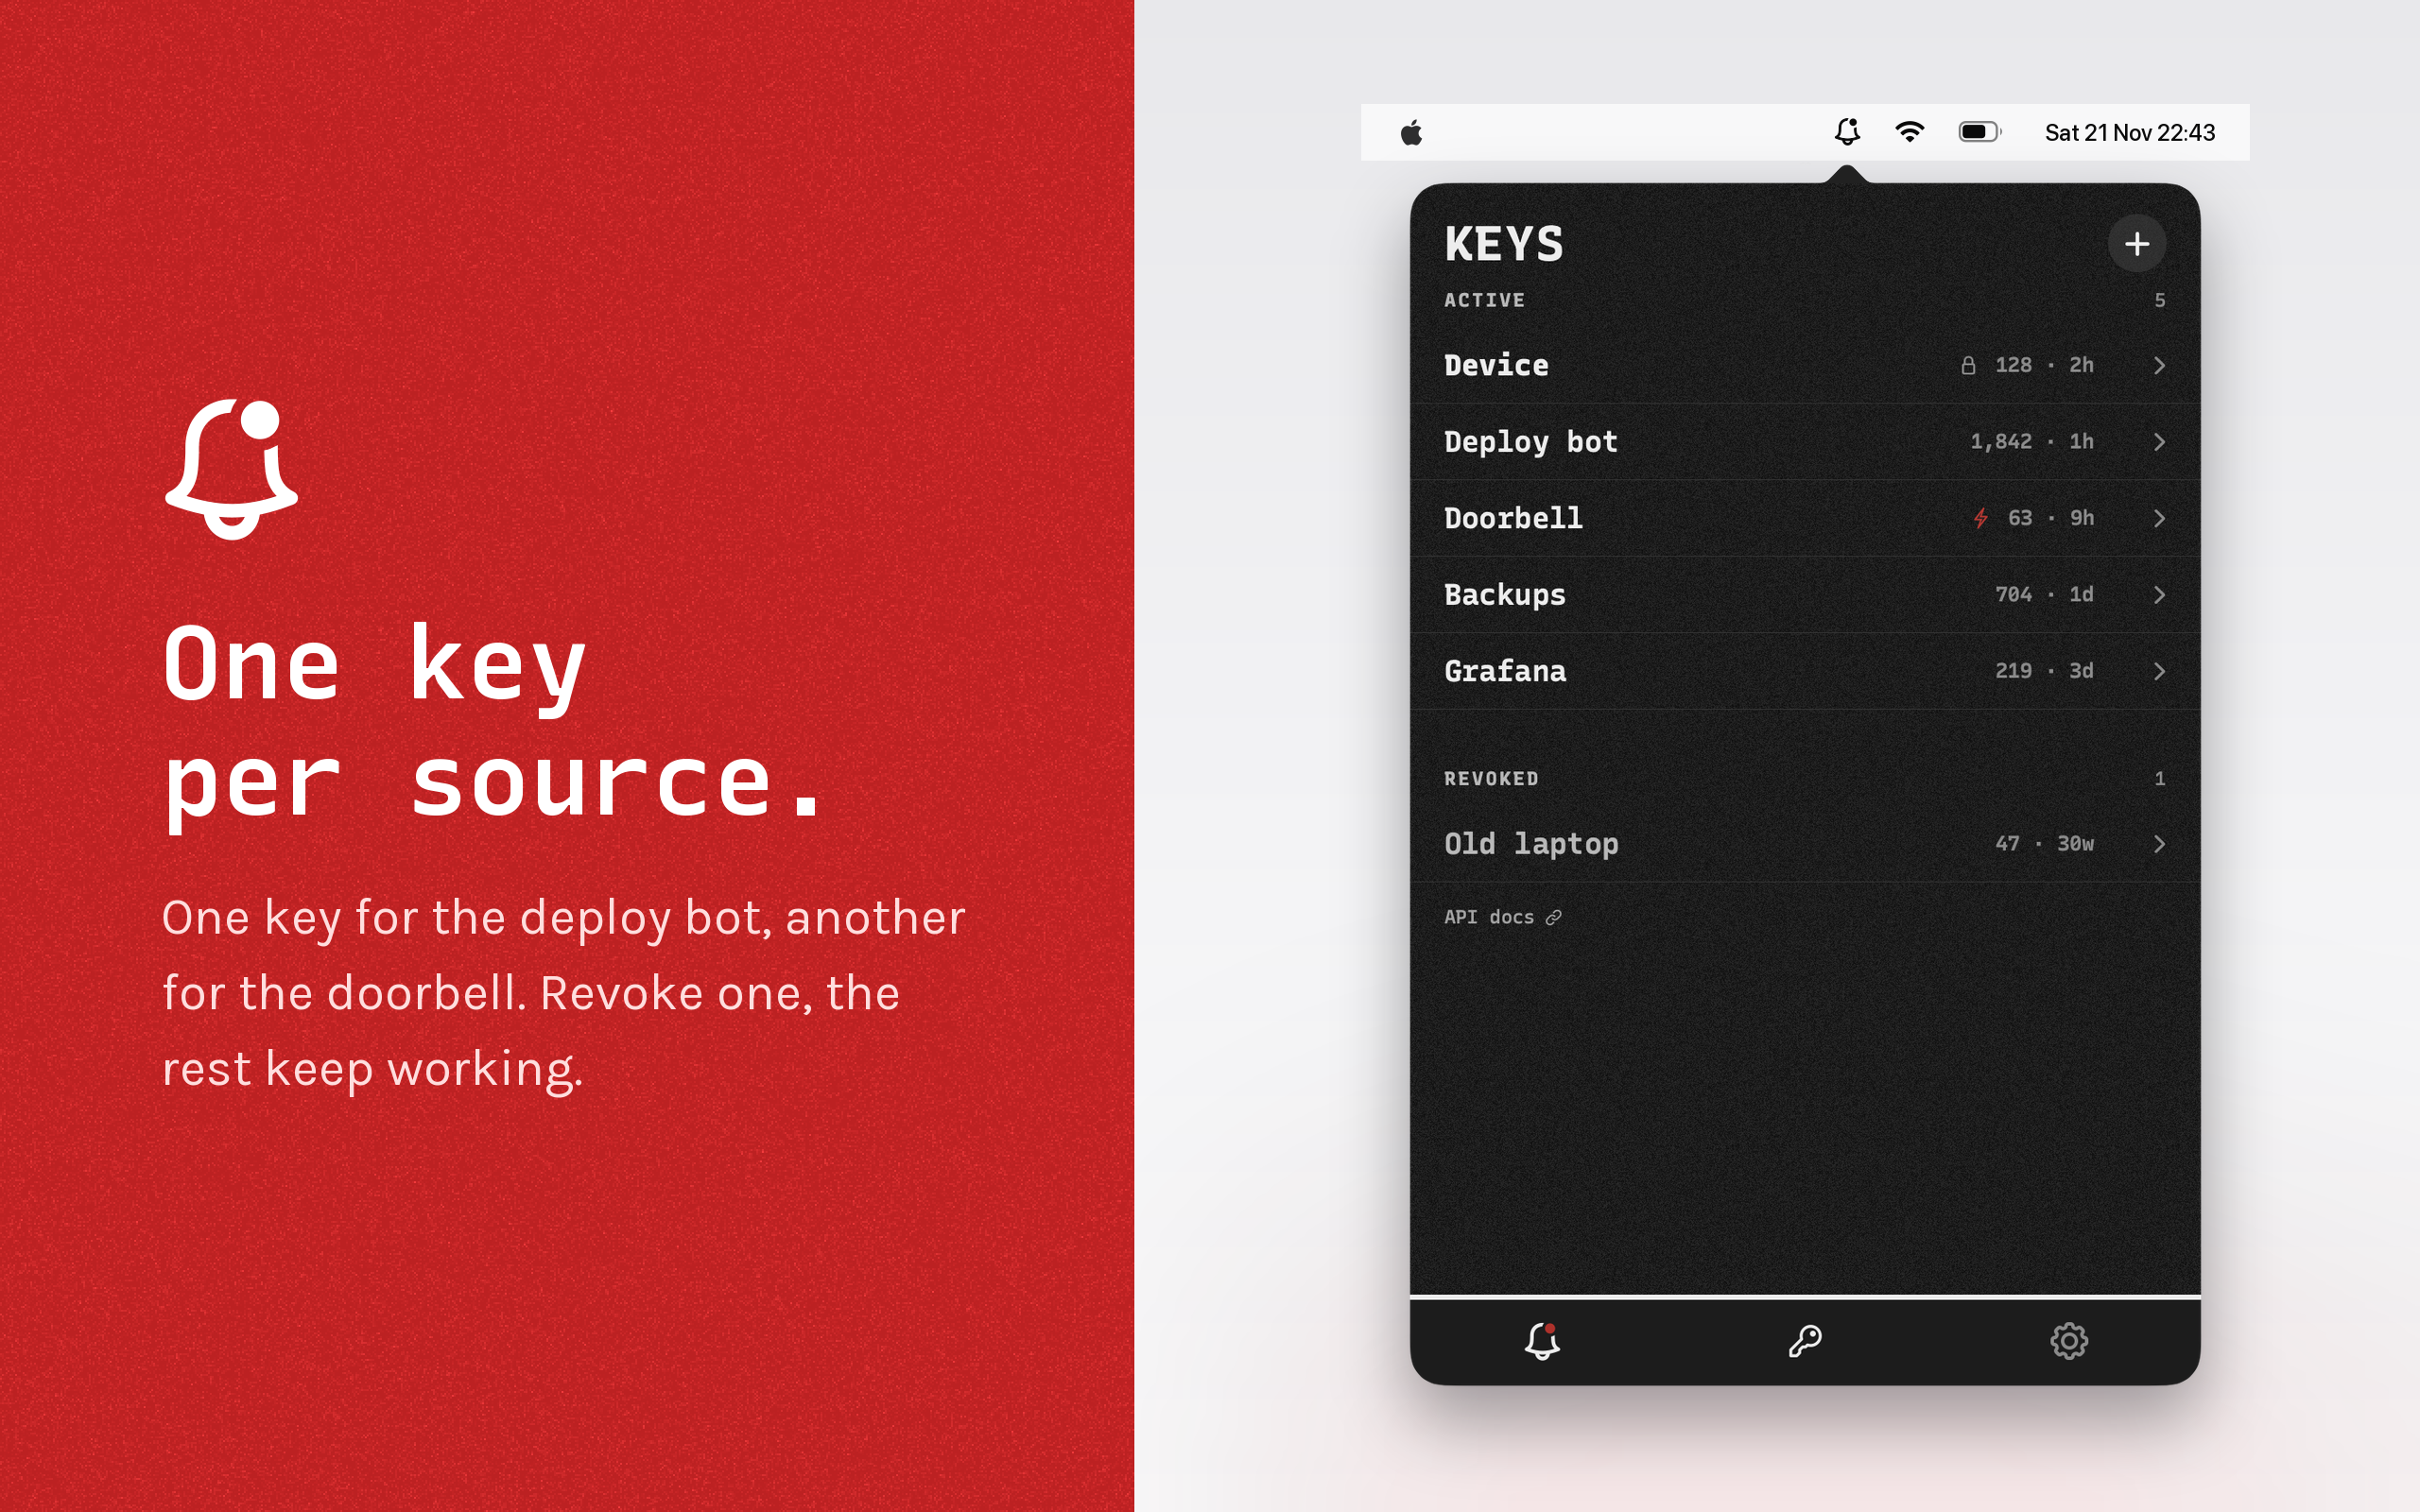 One key
per source.
One key for the deploy bot, another
for the doorbell. Revoke one, the
rest keep working.
Sat 21 Nov 22:43
KEYS
ACTIVE 5
Device 128 · 2h
Deploy bot 1,842 · 1h
Doorbell 63 · 9h
Backups 704 · 1d
Grafana 219 · 3d
REVOKED 1
Old laptop 47 · 30w
API docs